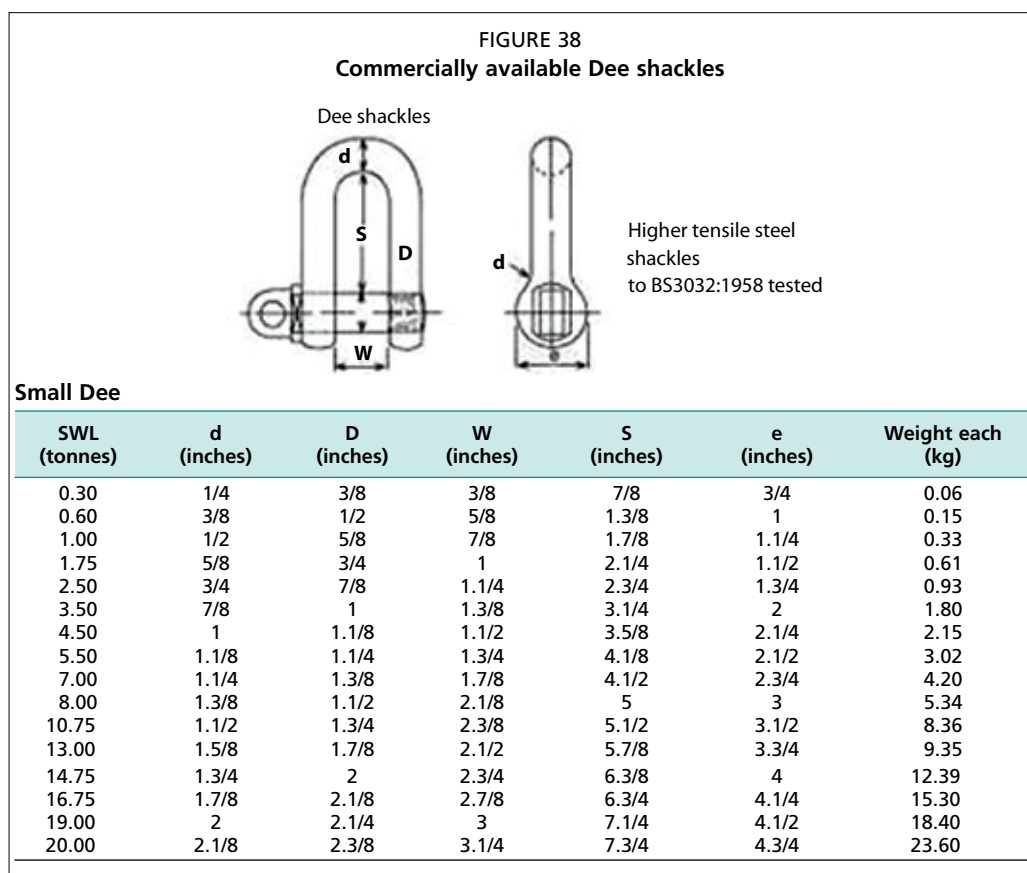 FIGURE 38
Commercially available Dee shackles
Dee shackles
d
S
D
W
d
e
Higher tensile steel
shackles
to BS3032:1958 tested
Small Dee
SWL (tonnes) d (inches) D (inches) W (inches) S (inches) e (inches) Weight each (kg)
0.30 1/4 3/8 3/8 7/8 3/4 0.06
0.60 3/8 1/2 5/8 1.3/8 1 0.15
1.00 1/2 5/8 7/8 1.7/8 1.1/4 0.33
1.75 5/8 3/4 1 2.1/4 1.1/2 0.61
2.50 3/4 7/8 1.1/4 2.3/4 1.3/4 0.93
3.50 7/8 1 1.3/8 3.1/4 2 1.80
4.50 1 1.1/8 1.1/2 3.5/8 2.1/4 2.15
5.50 1.1/8 1.1/4 1.3/4 4.1/8 2.1/2 3.02
7.00 1.1/4 1.3/8 1.7/8 4.1/2 2.3/4 4.20
8.00 1.3/8 1.1/2 2.1/8 5 3 5.34
10.75 1.1/2 1.3/4 2.3/8 5.1/2 3.1/2 8.36
13.00 1.5/8 1.7/8 2.1/2 5.7/8 3.3/4 9.35
14.75 1.3/4 2 2.3/4 6.3/8 4 12.39
16.75 1.7/8 2.1/8 2.7/8 6.3/4 4.1/4 15.30
19.00 2 2.1/4 3 7.1/4 4.1/2 18.40
20.00 2.1/8 2.3/8 3.1/4 7.3/4 4.3/4 23.60